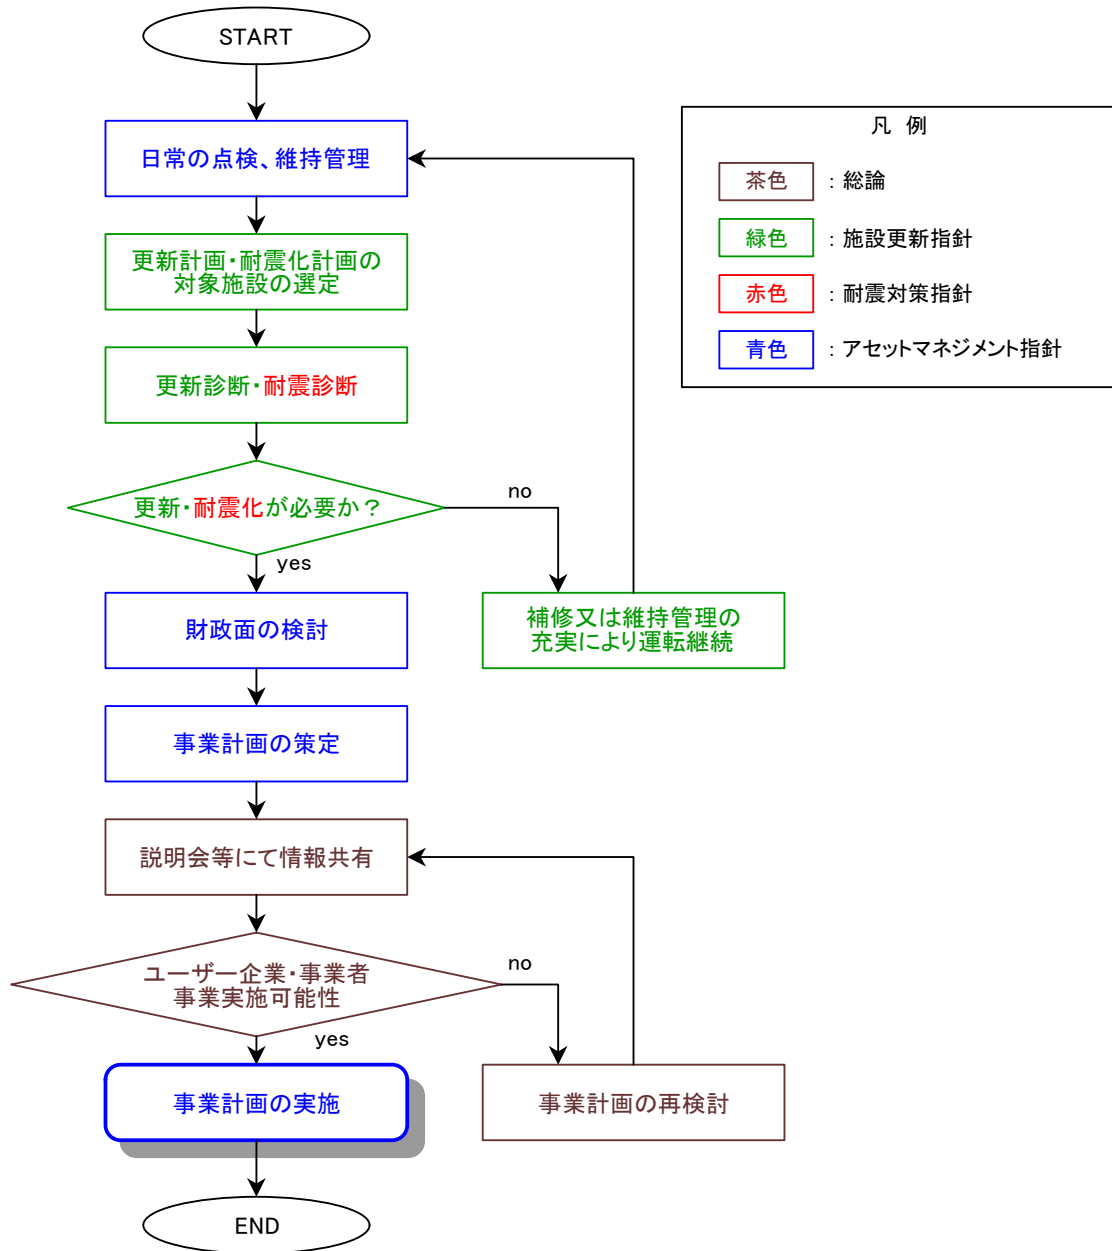 START
日常の点検、維持管理
更新計画・耐震化計画の
対象施設の選定
更新診断・耐震診断
更新・耐震化が必要か？
no
yes
財政面の検討
補修又は維持管理の
充実により運転継続
事業計画の策定
説明会等にて情報共有
ユーザー企業・事業者
事業実施可能性
no
yes
事業計画の実施
事業計画の再検討
END
凡 例
茶色 ：総論
緑色 ：施設更新指針
赤色 ：耐震対策指針
青色 ：アセットマネジメント指針